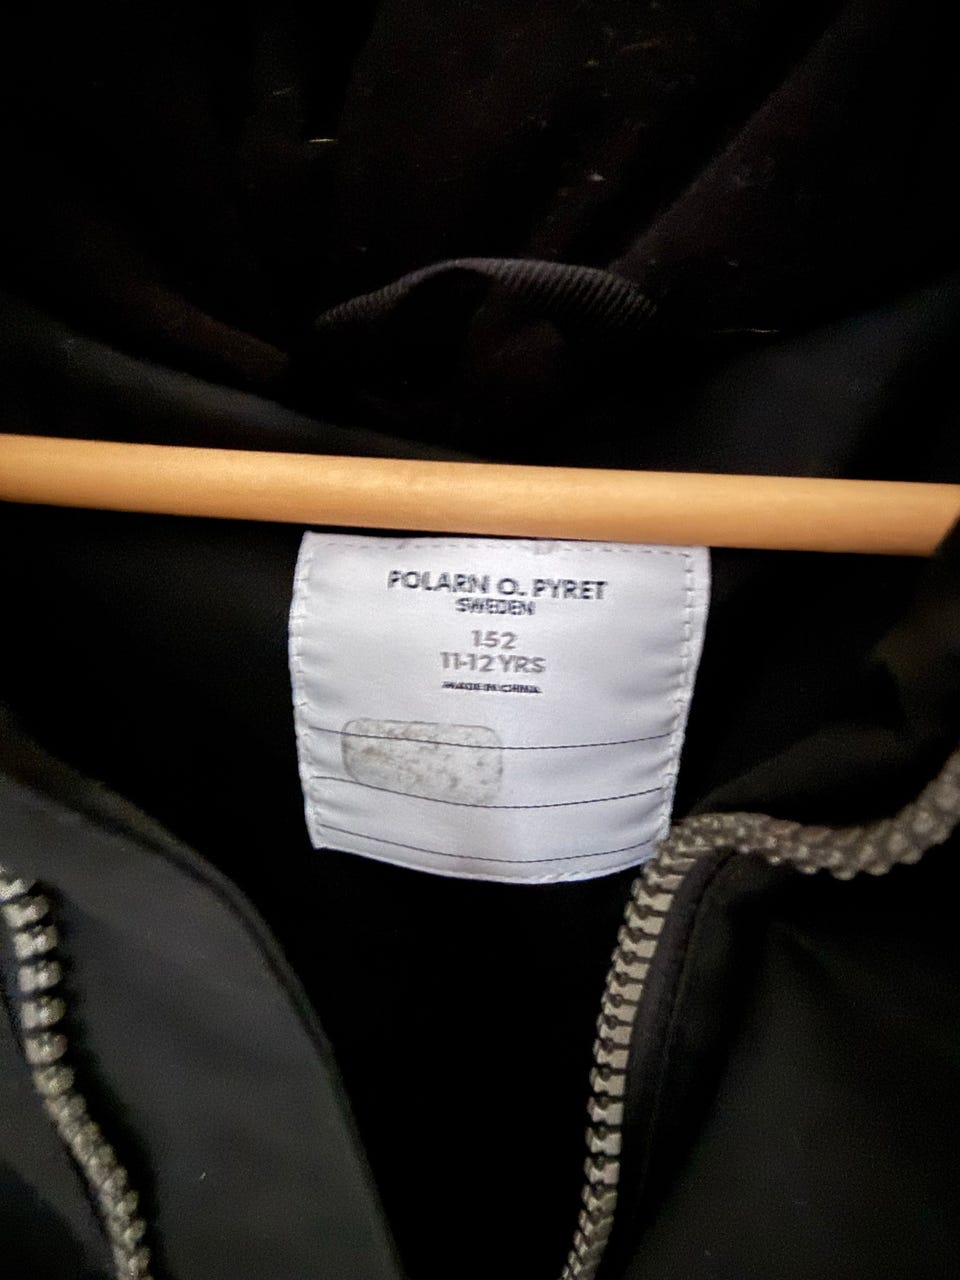 POLARN O. PYRET
SWEDEN
152
11-12 YRS
MADE IN CHINA